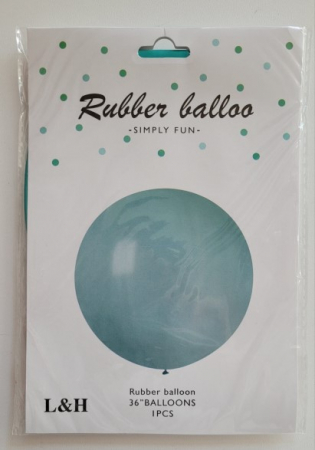 Rubber balloo
-SIMPLY FUN-
Rubber balloon
36"BALLOONS
1PCS
L&H